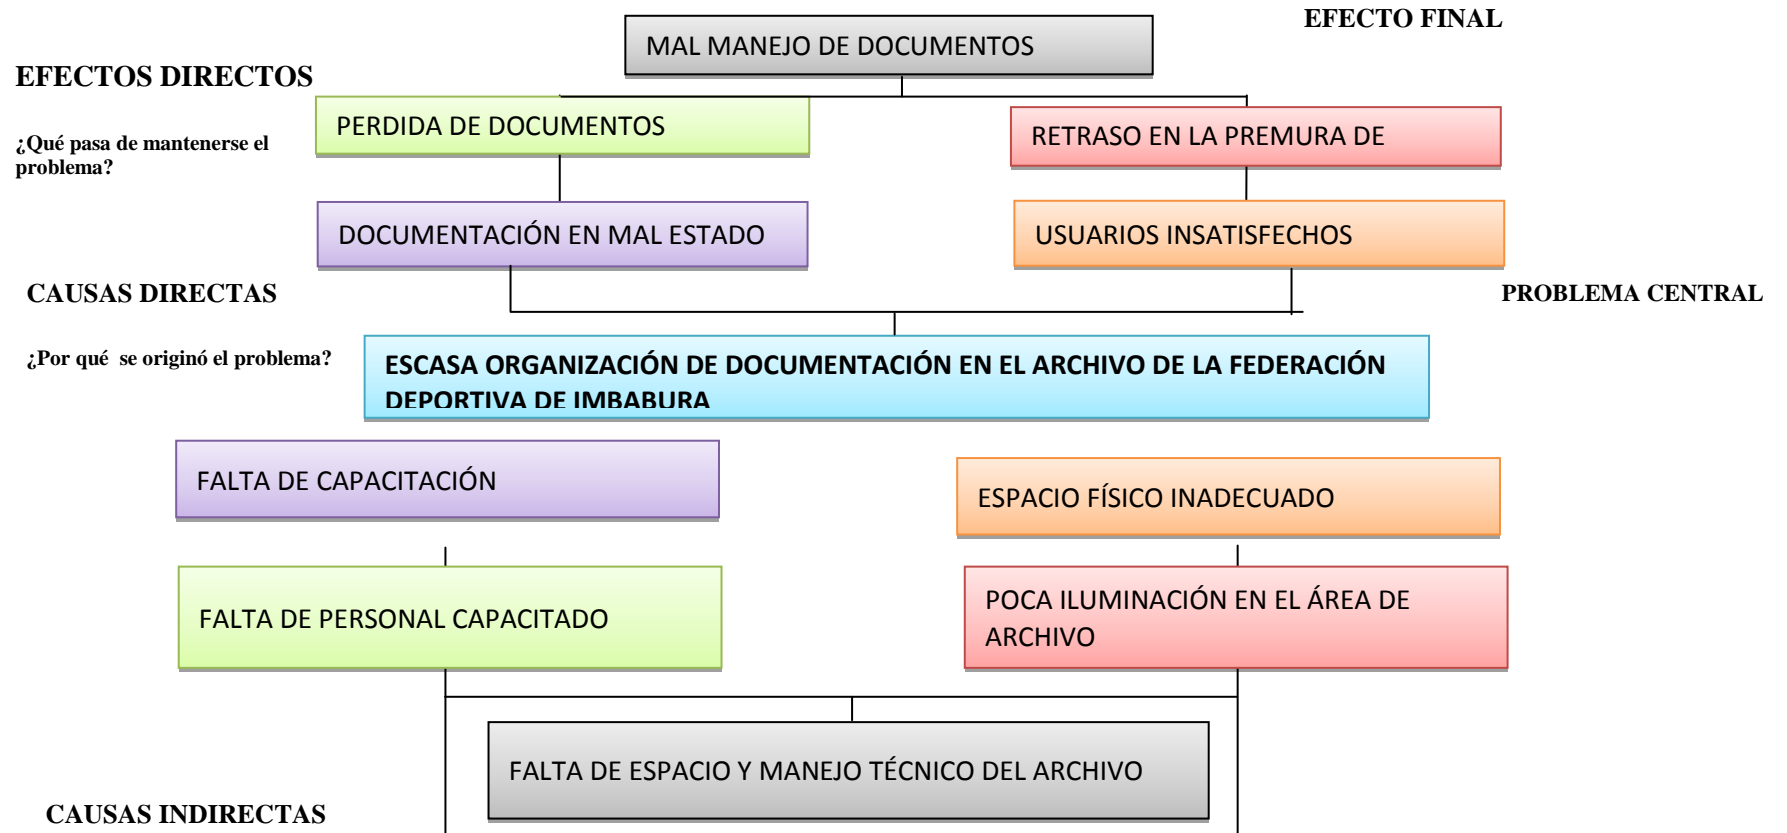 EFECTO FINAL
MAL MANEJO DE DOCUMENTOS
EFECTOS DIRECTOS
PERDIDA DE DOCUMENTOS
RETRASO EN LA PREMURA DE
¿Qué pasa de mantenerse el
problema?
DOCUMENTACIÓN EN MAL ESTADO
USUARIOS INSATISFECHOS
CAUSAS DIRECTAS
PROBLEMA CENTRAL
¿Por qué se originó el problema?
ESCASA ORGANIZACIÓN DE DOCUMENTACIÓN EN EL ARCHIVO DE LA FEDERACIÓN
DEPORTIVA DE IMBABURA
FALTA DE CAPACITACIÓN
ESPACIO FÍSICO INADECUADO
FALTA DE PERSONAL CAPACITADO
POCA ILUMINACIÓN EN EL ÁREA DE
ARCHIVO
FALTA DE ESPACIO Y MANEJO TÉCNICO DEL ARCHIVO
CAUSAS INDIRECTAS